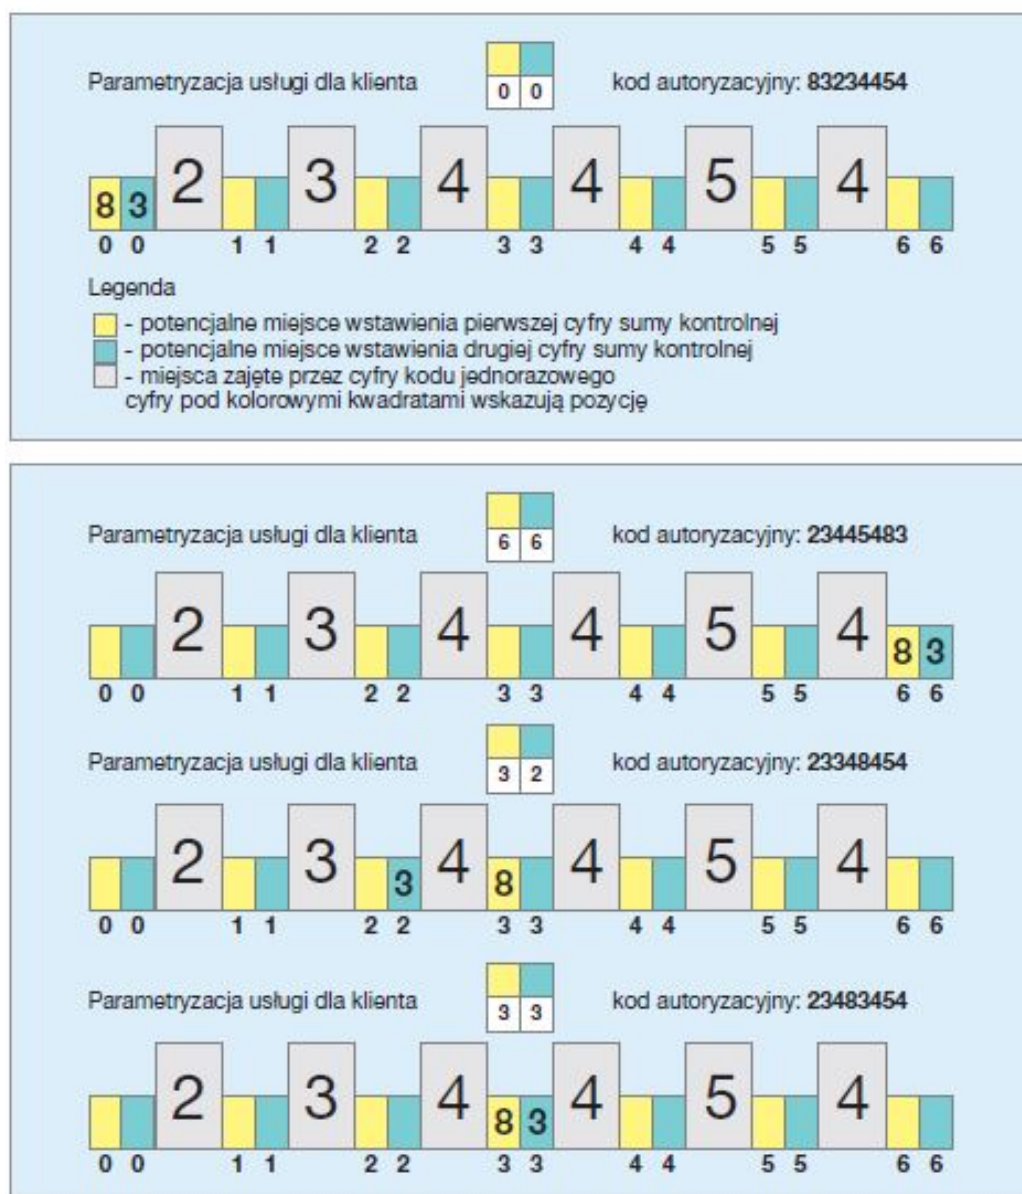 Parametryzacja usługi dla klienta 0 0 kod autoryzacyjny: 83234454
8 3 2 3 4 4 5 4
0 0 1 1 2 2 3 3 4 4 5 5 6 6
Legenda
- potencjalne miejsce wstawienia pierwszej cyfry sumy kontrolnej
- potencjalne miejsce wstawienia drugiej cyfry sumy kontrolnej
- miejsca zajęte przez cyfry kodu jednorazowego
cyfry pod kolorowymi kwadratami wskazują pozycję
Parametryzacja usługi dla klienta 6 6 kod autoryzacyjny: 23445483
2 3 4 4 5 4 8 3
0 0 1 1 2 2 3 3 4 4 5 5 6 6
Parametryzacja usługi dla klienta 3 2 kod autoryzacyjny: 23348454
2 3 3 4 8 4 5 4
0 0 1 1 2 2 3 3 4 4 5 5 6 6
Parametryzacja usługi dla klienta 3 3 kod autoryzacyjny: 23483454
2 3 4 8 3 4 5 4
0 0 1 1 2 2 3 3 4 4 5 5 6 6